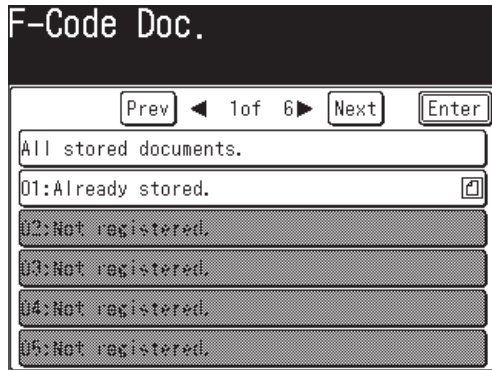 F-Code Doc.
Prev ◀ 1of 6▶ Next Enter
All stored documents.
01:Already stored.
02:Not registered.
03:Not registered.
04:Not registered.
05:Not registered.